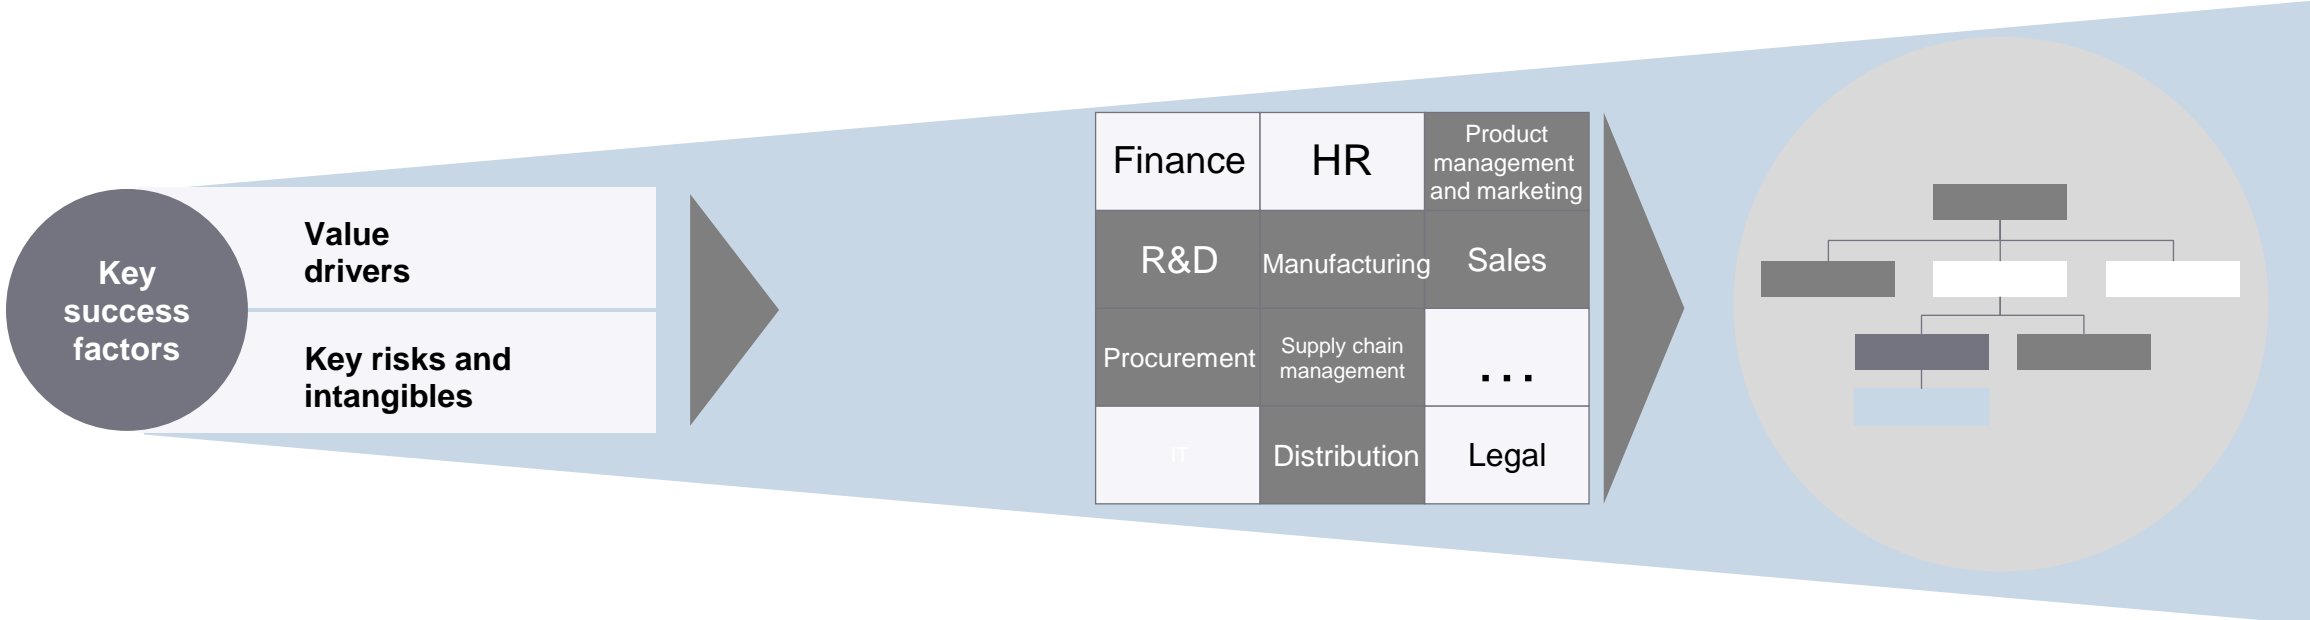 Key
success
factors
Value
drivers
Key risks and
intangibles
Finance
HR
Product
management
and marketing
R&D
Manufacturing
Sales
Procurement
Supply chain
management
...
IT
Distribution
Legal